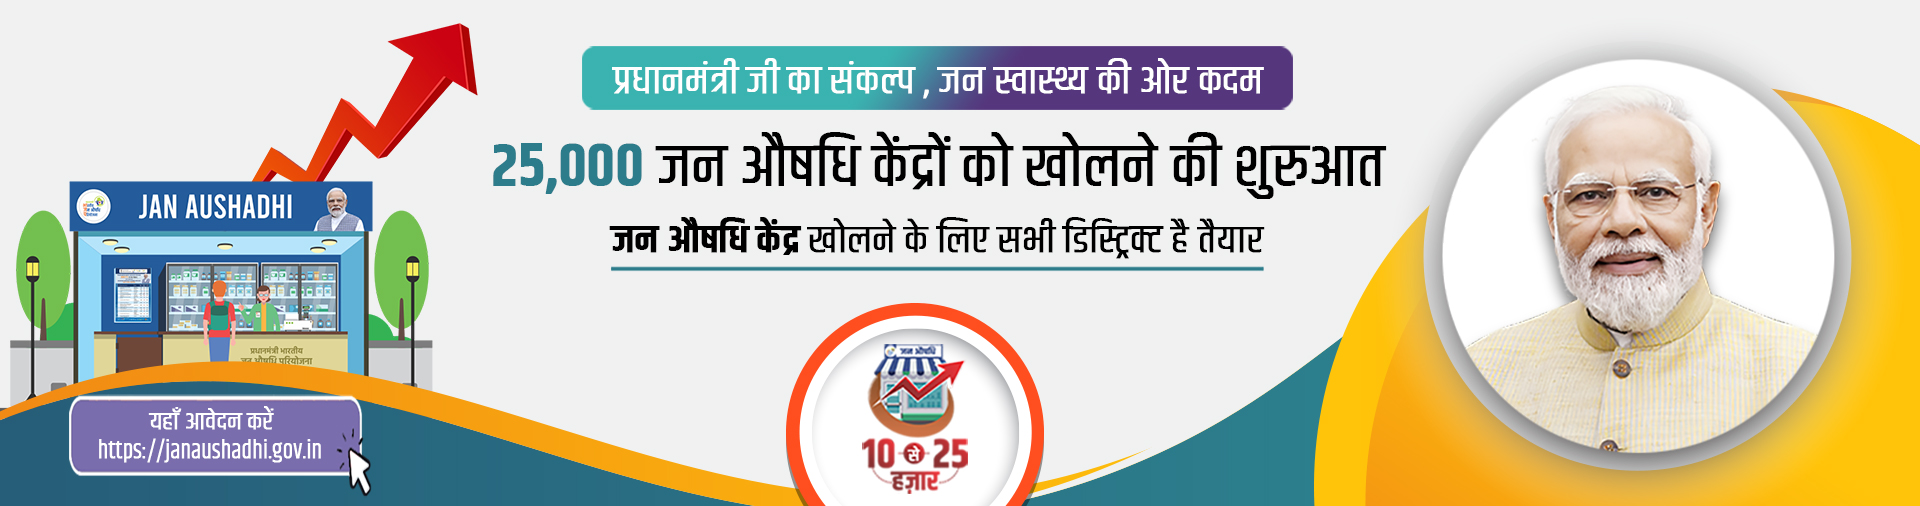 प्रधानमंत्री जी का संकल्प , जन स्वास्थ्य की ओर कदम
25,000 जन औषधि केंद्रों को खोलने की शुरुआत
जन औषधि केंद्र खोलने के लिए सभी डिस्ट्रिक्ट है तैयार
JAN AUSHADHI
प्रधानमंत्री भारतीय
जन औषधि परियोजना
यहाँ आवेदन करें
https://janaushadhi.gov.in
जन औषधि
10 से 25
हज़ार